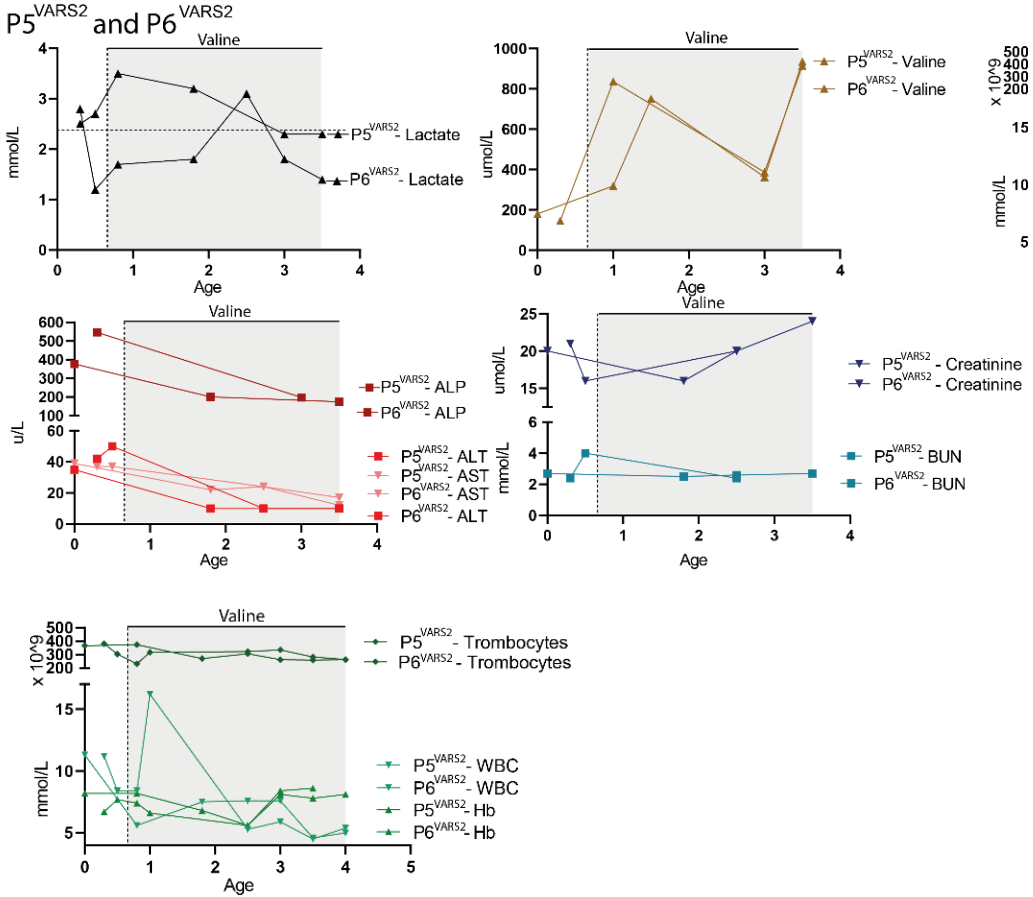 P5VARS2 and P6VARS2
Valine
4
3
2
1
0
mmol/L
0 1 2 3 4
Age
P5VARS2 - Lactate
P6VARS2 - Lactate
Valine
1000
800
600
400
200
0
umol/L
0 1 2 3 4
Age
P5VARS2 - Valine
P6VARS2 - Valine
500
400
300
200
x 10^9
15
10
5
mmol/L
Valine
600
500
400
300
200
100
60
40
20
0
u/L
0 1 2 3 4
Age
P5VARS2 - ALP
P6VARS2 - ALP
P5VARS2 - ALT
P5VARS2 - AST
P6VARS2 - AST
P6VARS2 - ALT
Valine
25
20
15
umol/L
6
4
2
0
mmol/L
0 1 2 3 4
Age
P5VARS2 - Creatinine
P6VARS2 - Creatinine
P5VARS2 - BUN
P6VARS2 - BUN
Valine
500
400
300
200
x 10^9
15
10
5
mmol/L
0 1 2 3 4 5
Age
P5VARS2 - Trombocytes
P6VARS2 - Trombocytes
P5VARS2 - WBC
P6VARS2 - WBC
P5VARS2 - Hb
P6VARS2 - Hb